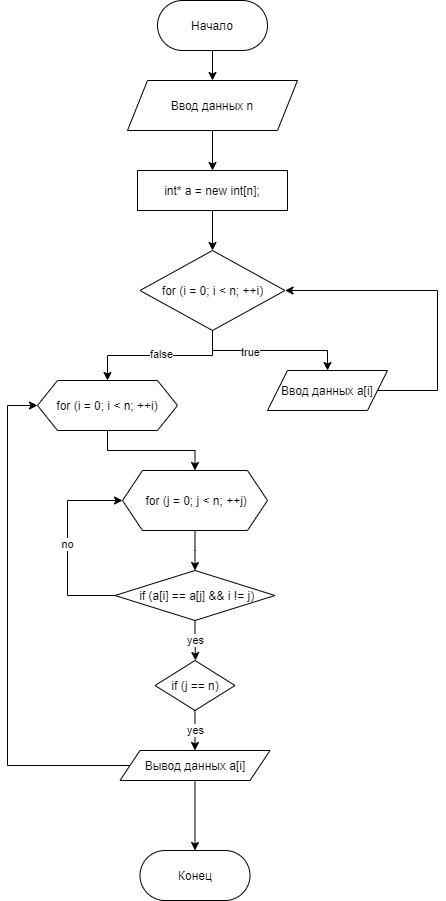 Начало
Ввод данных n
int* a = new int[n];
for (i = 0; i < n; ++i)
false
true
Ввод данных a[i]
for (i = 0; i < n; ++i)
for (j = 0; j < n; ++j)
no
if (a[i] == a[j] && i != j)
yes
if (j == n)
yes
Вывод данных a[i]
Конец